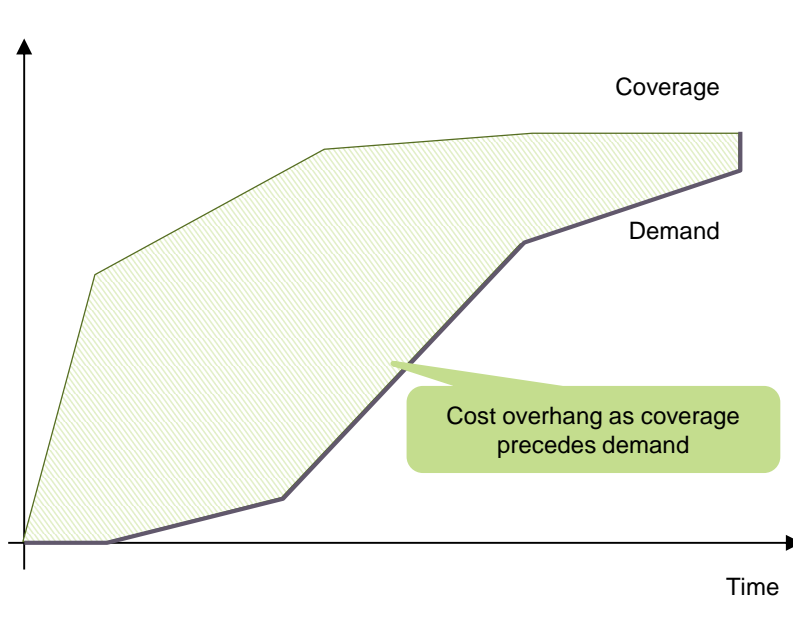 Coverage
Demand
Cost overhang as coverage
precedes demand
Time